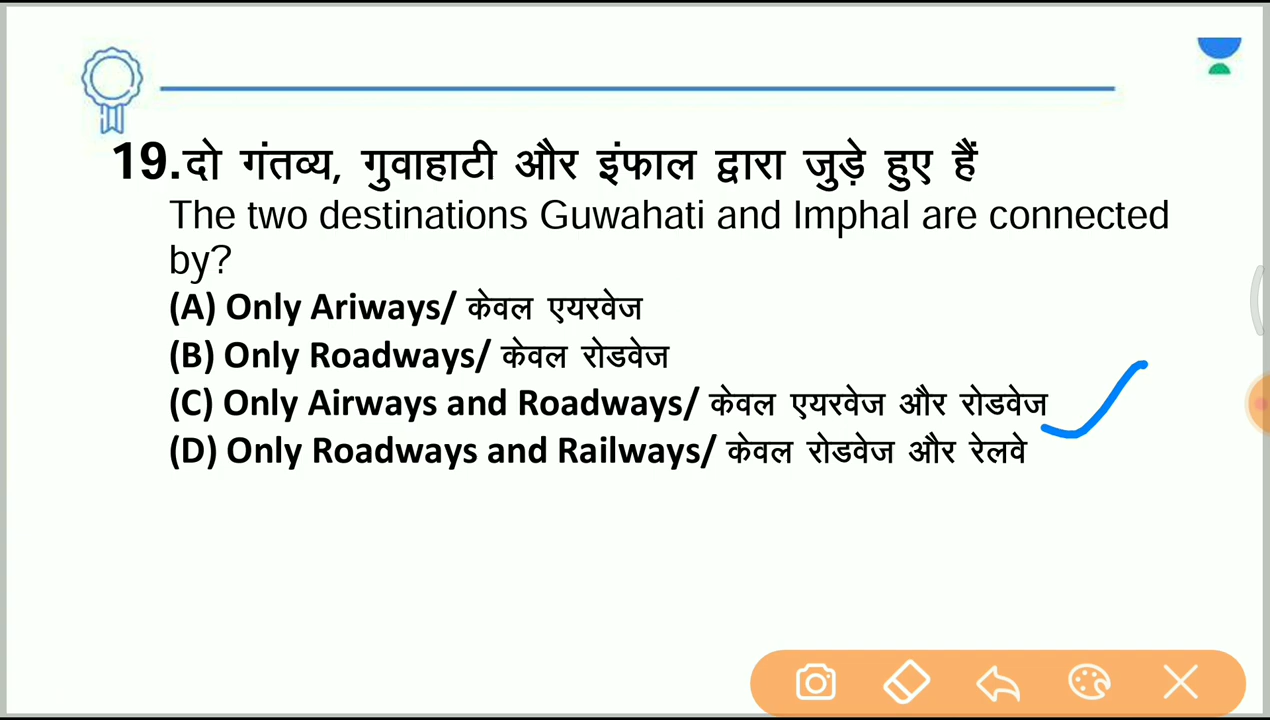 19.दो गंतव्य, गुवाहाटी और इंफाल द्वारा जुड़े हुए हैं
The two destinations Guwahati and Imphal are connected
by?
(A) Only Ariways/ केवल एयरवेज
(B) Only Roadways/ केवल रोडवेज
(C) Only Airways and Roadways/ केवल एयरवेज और रोडवेज
(D) Only Roadways and Railways/ केवल रोडवेज और रेलवे